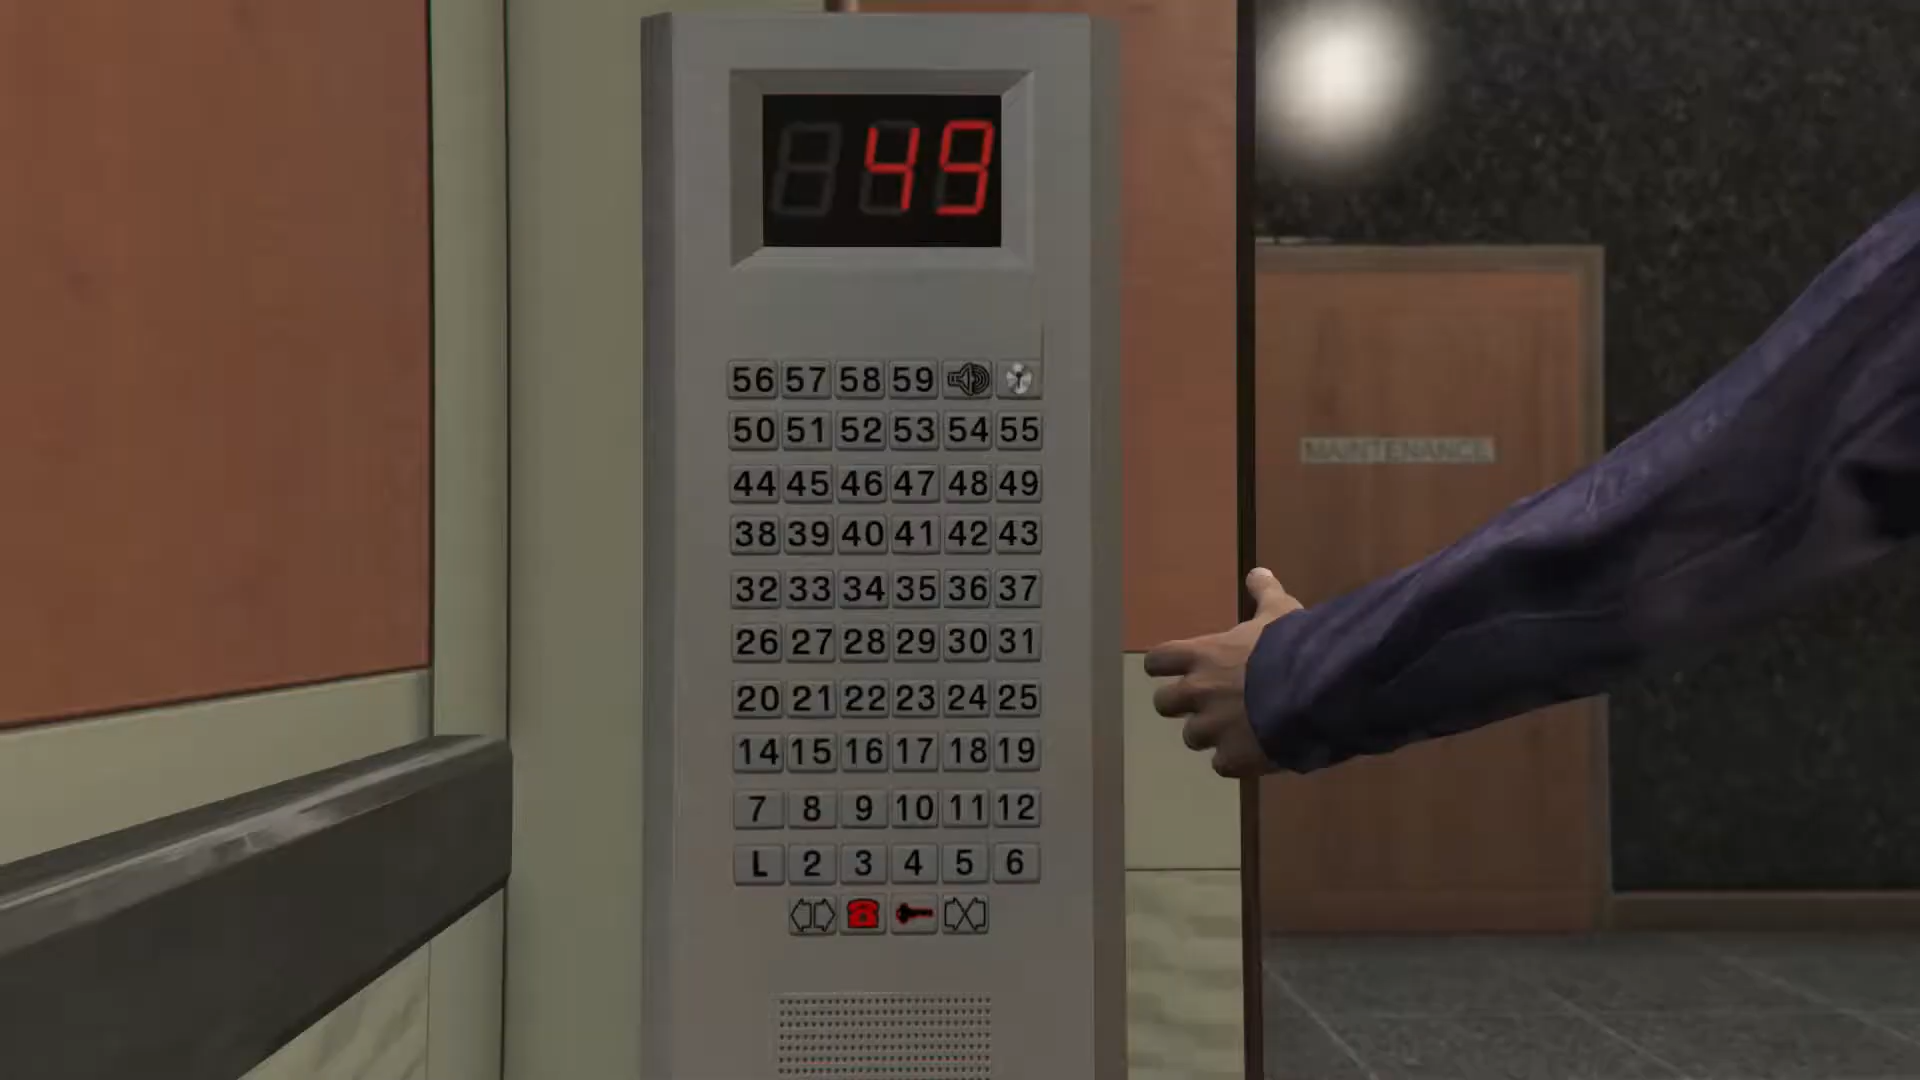 49
56 57 58 59
50 51 52 53 54 55
44 45 46 47 48 49
38 39 40 41 42 43
32 33 34 35 36 37
26 27 28 29 30 31
20 21 22 23 24 25
14 15 16 17 18 19
7 8 9 10 11 12
L 2 3 4 5 6
MAINTENANCE